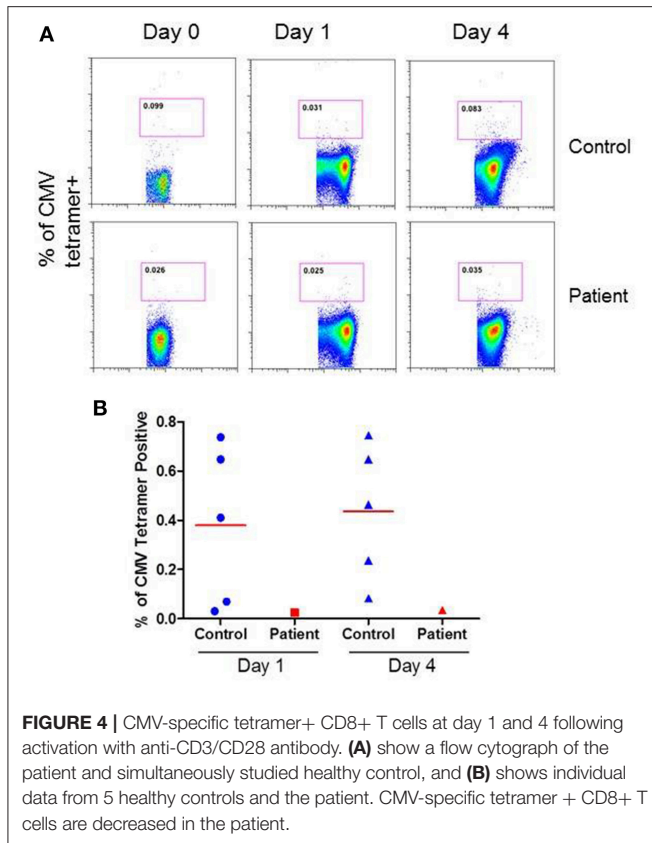 A
Day 0 Day 1 Day 4
0.099 0.031 0.083
Control
% of CMV
tetramer+
0.026 0.025 0.035
Patient
B
% of CMV Tetramer Positive
0.8
0.6
0.4
0.2
0.0
Control Patient Control Patient
Day 1 Day 4
FIGURE 4 | CMV-specific tetramer+ CD8+ T cells at day 1 and 4 following
activation with anti-CD3/CD28 antibody. (A) show a flow cytograph of the
patient and simultaneously studied healthy control, and (B) shows individual
data from 5 healthy controls and the patient. CMV-specific tetramer + CD8+ T
cells are decreased in the patient.